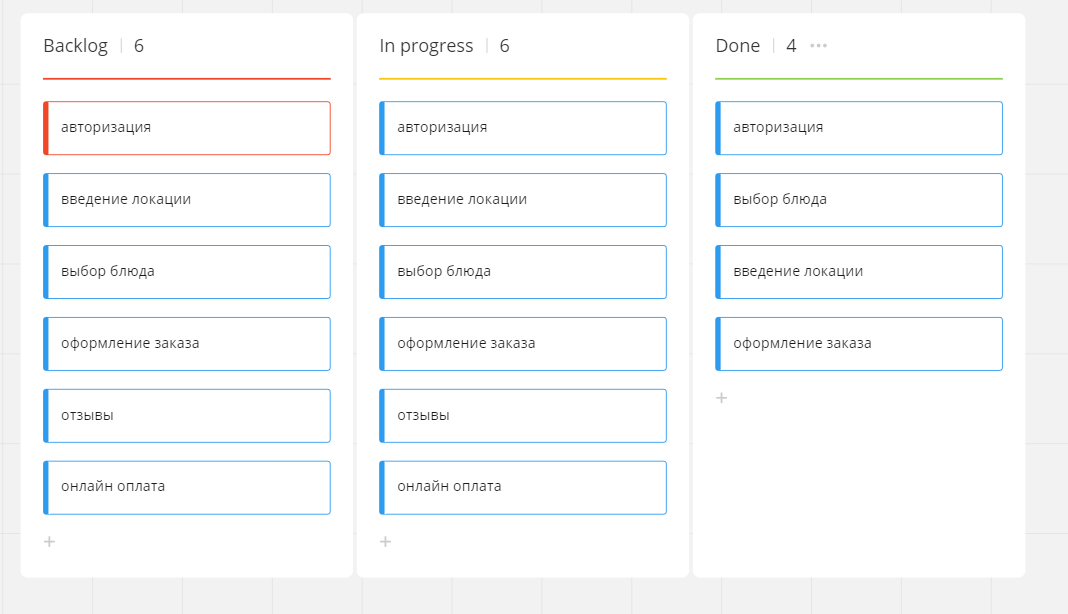 Backlog | 6
авторизация
введение локации
выбор блюда
оформление заказа
отзывы
онлайн оплата
In progress | 6
авторизация
введение локации
выбор блюда
оформление заказа
отзывы
онлайн оплата
Done | 4
авторизация
выбор блюда
введение локации
оформление заказа